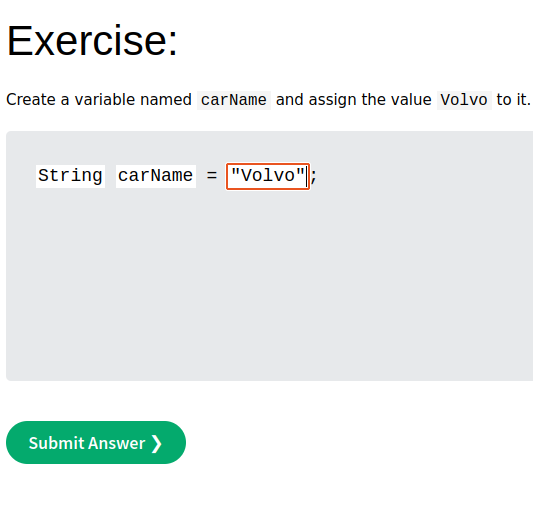 Exercise:
Create a variable named carName and assign the value Volvo to it.
String carName = "Volvo";
Submit Answer ❯